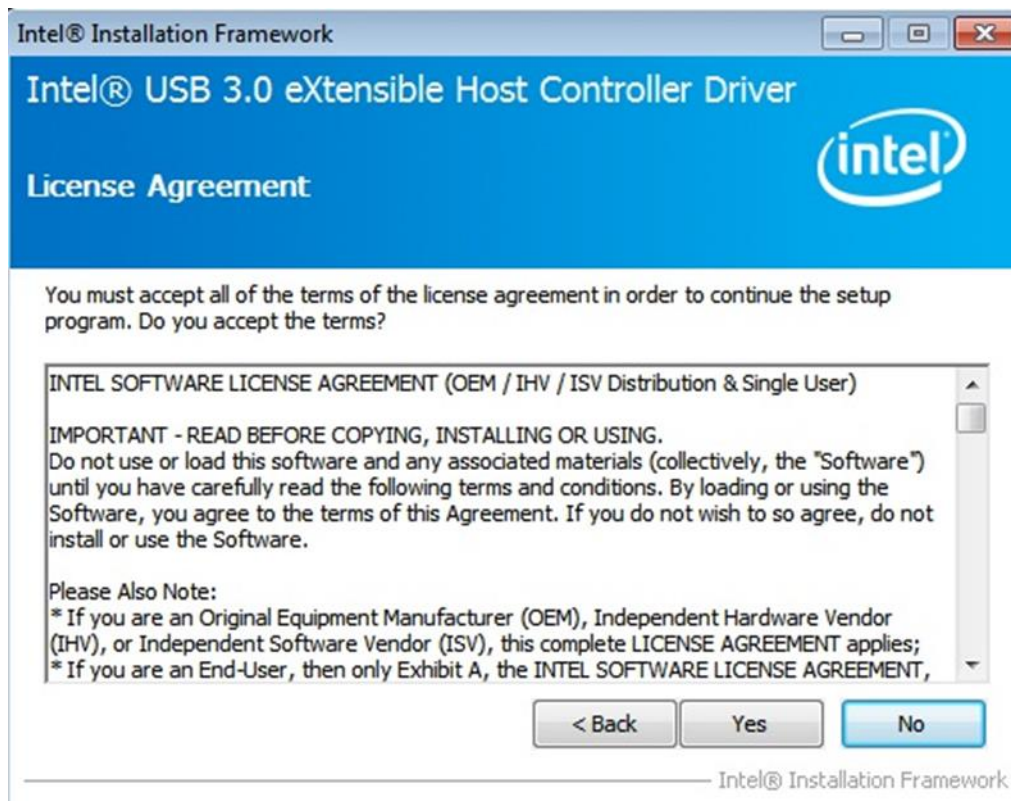 Intel® Installation Framework
Intel® USB 3.0 eXtensible Host Controller Driver
intel
License Agreement
You must accept all of the terms of the license agreement in order to continue the setup
program. Do you accept the terms?
INTEL SOFTWARE LICENSE AGREEMENT (OEM / IHV / ISV Distribution & Single User)
IMPORTANT - READ BEFORE COPYING, INSTALLING OR USING.
Do not use or load this software and any associated materials (collectively, the "Software")
until you have carefully read the following terms and conditions. By loading or using the
Software, you agree to the terms of this Agreement. If you do not wish to so agree, do not
install or use the Software.
Please Also Note:
* If you are an Original Equipment Manufacturer (OEM), Independent Hardware Vendor
(IHV), or Independent Software Vendor (ISV), this complete LICENSE AGREEMENT applies;
* If you are an End-User, then only Exhibit A, the INTEL SOFTWARE LICENSE AGREEMENT,
< Back Yes No
Intel® Installation Framework